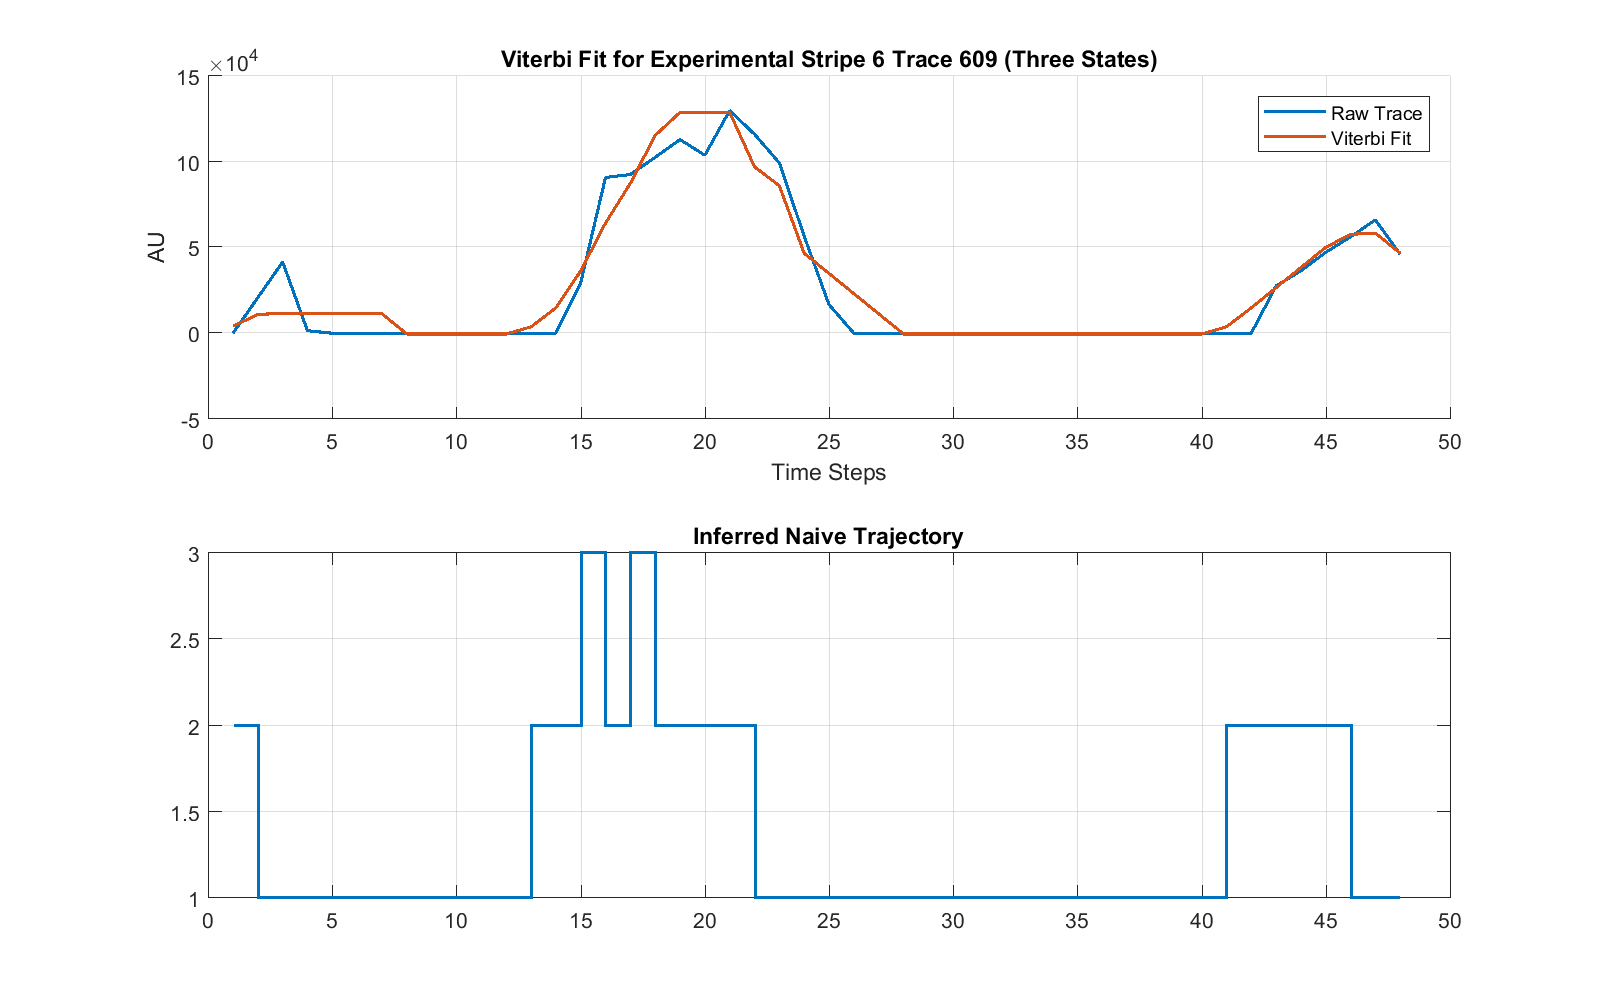 Viterbi Fit for Experimental Stripe 6 Trace 609 (Three States)
×10^4
15
10
5
0
-5
AU
Raw Trace
Viterbi Fit
0 5 10 15 20 25 30 35 40 45 50
Time Steps
Inferred Naive Trajectory
3
2.5
2
1.5
1
0 5 10 15 20 25 30 35 40 45 50